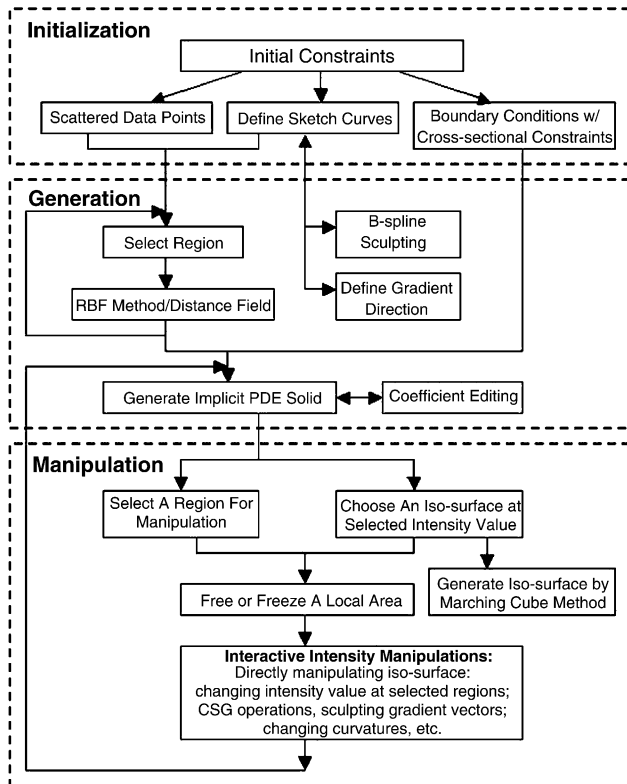 Initialization
Initial Constraints
Scattered Data Points
Define Sketch Curves
Boundary Conditions w/
Cross-sectional Constraints
Generation
Select Region
B-spline
Sculpting
RBF Method/Distance Field
Define Gradient
Direction
Generate Implicit PDE Solid
Coefficient Editing
Manipulation
Select A Region For
Manipulation
Choose An Iso-surface at
Selected Intensity Value
Free or Freeze A Local Area
Generate Iso-surface by
Marching Cube Method
Interactive Intensity Manipulations:
Directly manipulating iso-surface:
changing intensity value at selected regions;
CSG operations, sculpting gradient vectors;
changing curvatures, etc.